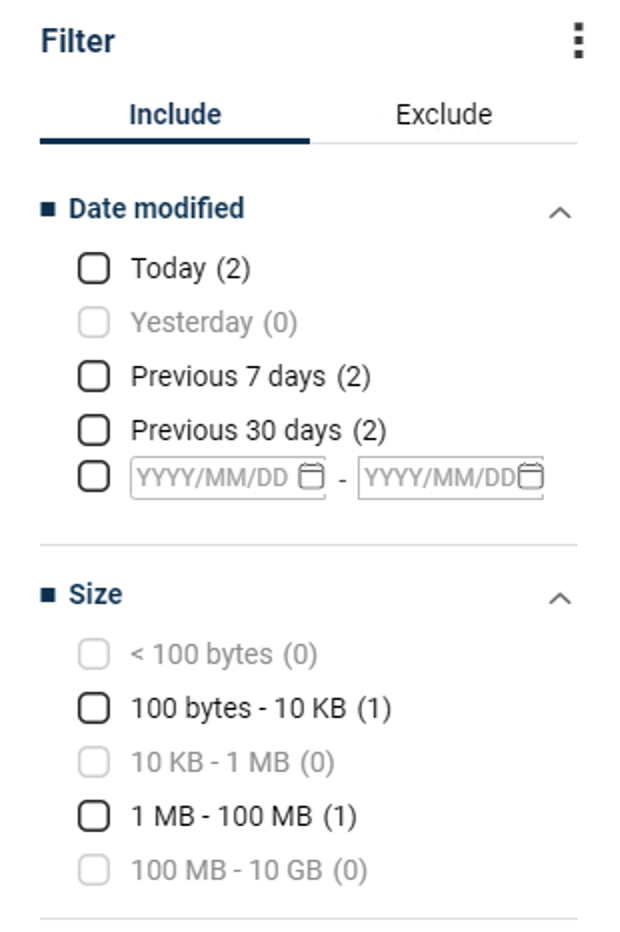 Filter
Include Exclude
Date modified
Today (2)
Yesterday (0)
Previous 7 days (2)
Previous 30 days (2)
YYYY/MM/DD - YYYY/MM/DD
Size
< 100 bytes (0)
100 bytes - 10 KB (1)
10 KB - 1 MB (0)
1 MB - 100 MB (1)
100 MB - 10 GB (0)